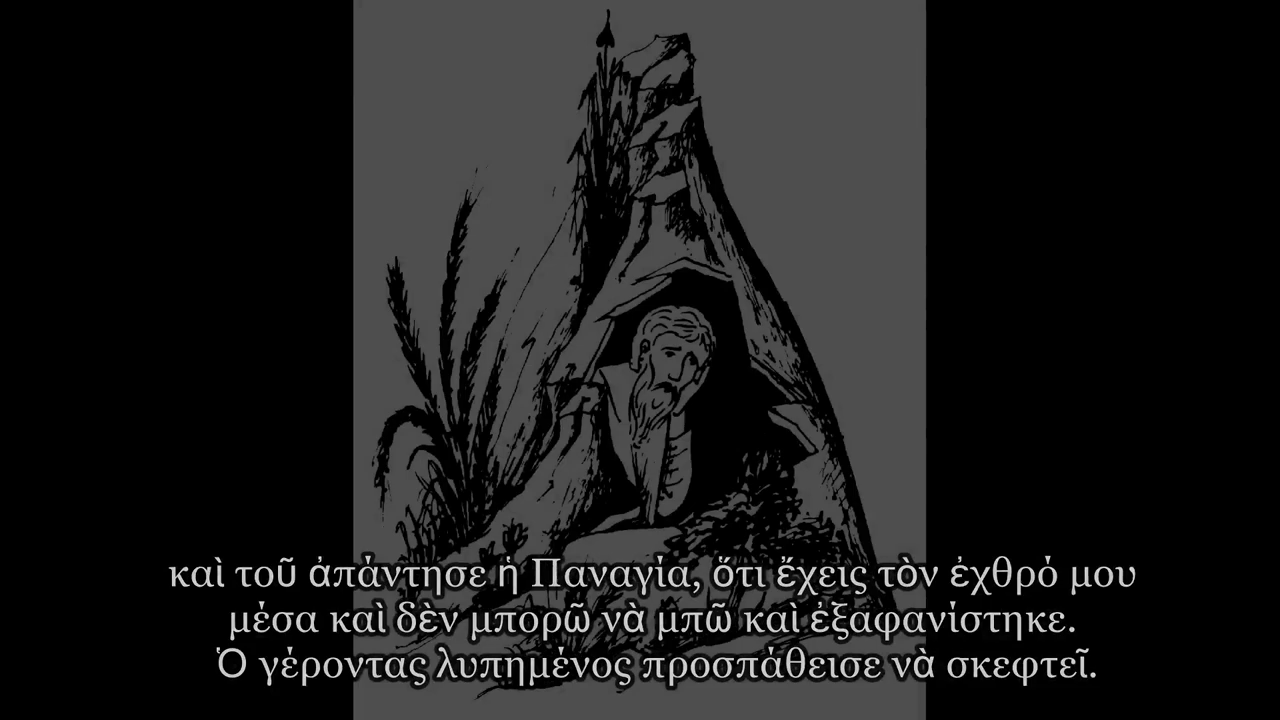 καὶ τοῦ ἀπάντησε ἡ Παναγία, ὅτι ἔχεις τὸν ἐχθρό μου
μέσα καὶ δὲν μπορῶ νὰ μπῶ καὶ ἐξαφανίστηκε.
Ὁ γέροντας λυπημένος προσπάθεισε νὰ σκεφτεῖ.